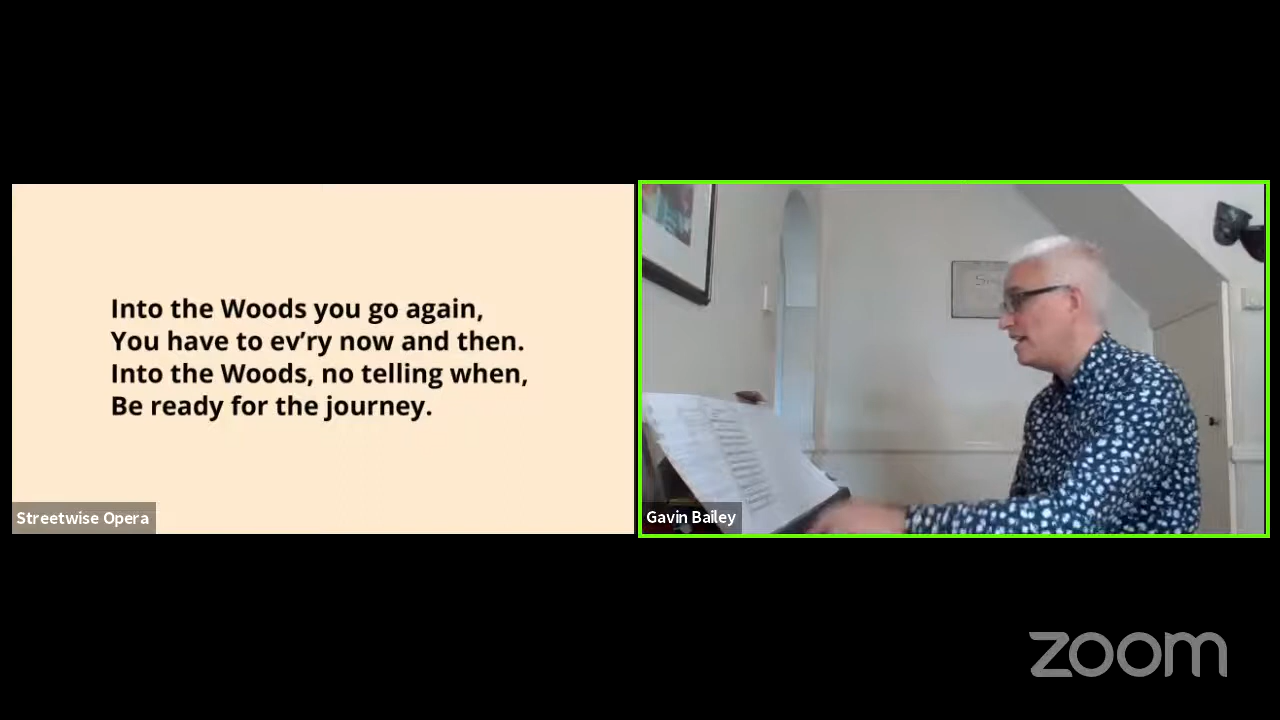 Into the Woods you go again,
You have to ev’ry now and then.
Into the Woods, no telling when,
Be ready for the journey.
Streetwise Opera
Gavin Bailey
zoom